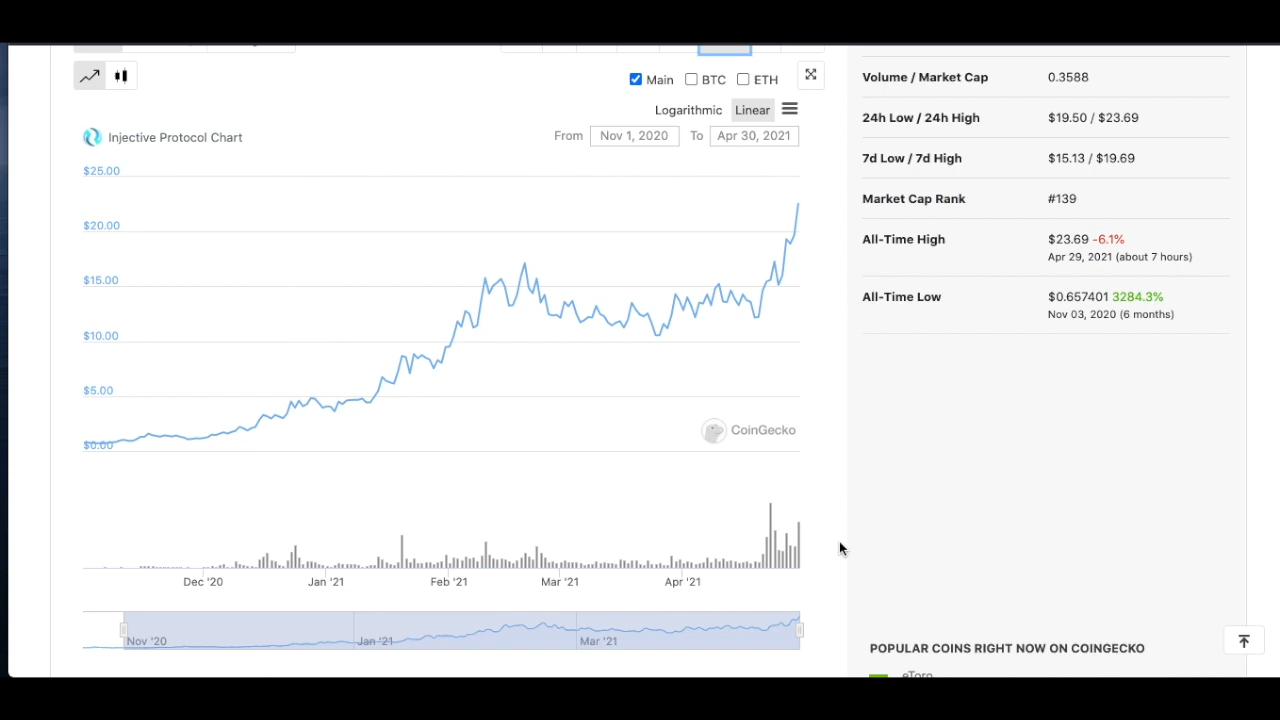 Main BTC ETH
Logarithmic Linear
Injective Protocol Chart
From Nov 1, 2020 To Apr 30, 2021
$25.00
$20.00
$15.00
$10.00
$5.00
$0.00
CoinGecko
Dec '20 Jan '21 Feb '21 Mar '21 Apr '21
Nov '20 Jan '21 Mar '21
Volume / Market Cap 0.3588
24h Low / 24h High $19.50 / $23.69
7d Low / 7d High $15.13 / $19.69
Market Cap Rank #139
All-Time High $23.69 -6.1%
Apr 29, 2021 (about 7 hours)
All-Time Low $0.657401 3284.3%
Nov 03, 2020 (6 months)
POPULAR COINS RIGHT NOW ON COINGECKO
eToro